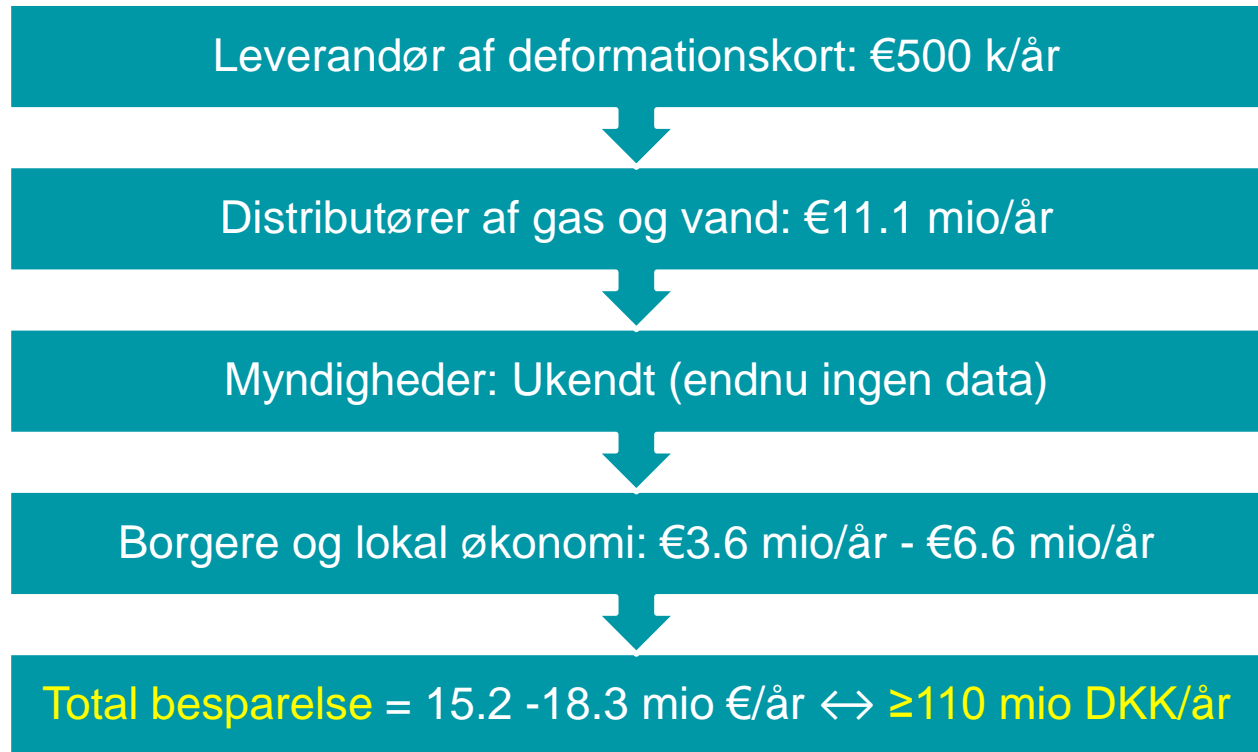 Leverandør af deformationskort: €500 k/år
Distributører af gas og vand: €11.1 mio/år
Myndigheder: Ukendt (endnu ingen data)
Borgere og lokal økonomi: €3.6 mio/år - €6.6 mio/år
Total besparelse = 15.2 -18.3 mio €/år ↔ ≥110 mio DKK/år